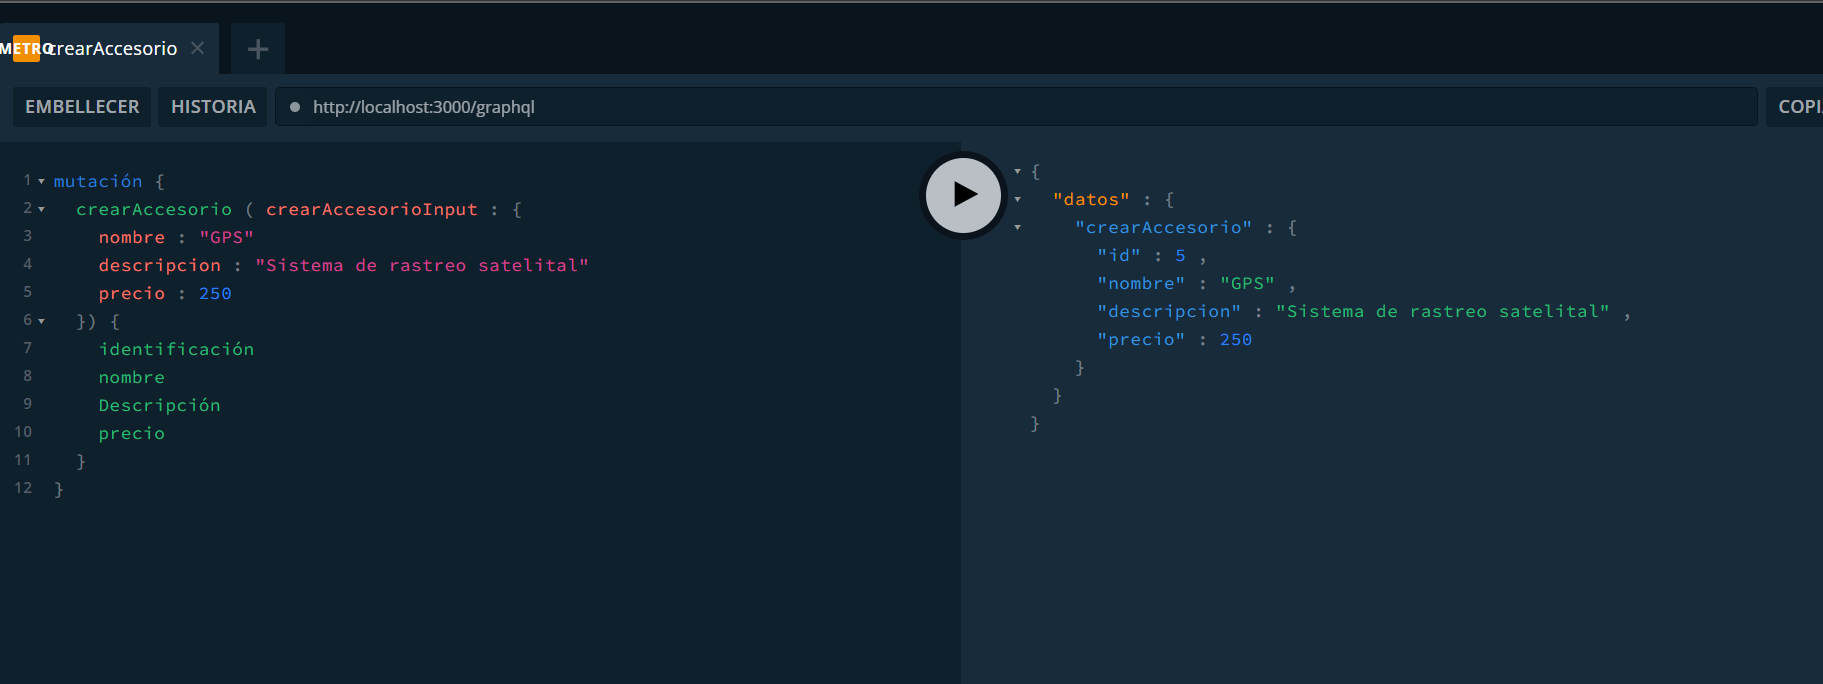 METRO crearAccesorio
EMBELLECER HISTORIA http://localhost:3000/graphql COPI
1 mutación {
2 crearAccesorio ( crearAccesorioInput : {
3 nombre : "GPS"
4 descripcion : "Sistema de rastreo satelital"
5 precio : 250
6 }) {
7 identificación
8 nombre
9 Descripción
10 precio
11 }
12 }
{
"datos" : {
"crearAccesorio" : {
"id" : 5 ,
"nombre" : "GPS" ,
"descripcion" : "Sistema de rastreo satelital" ,
"precio" : 250
}
}
}